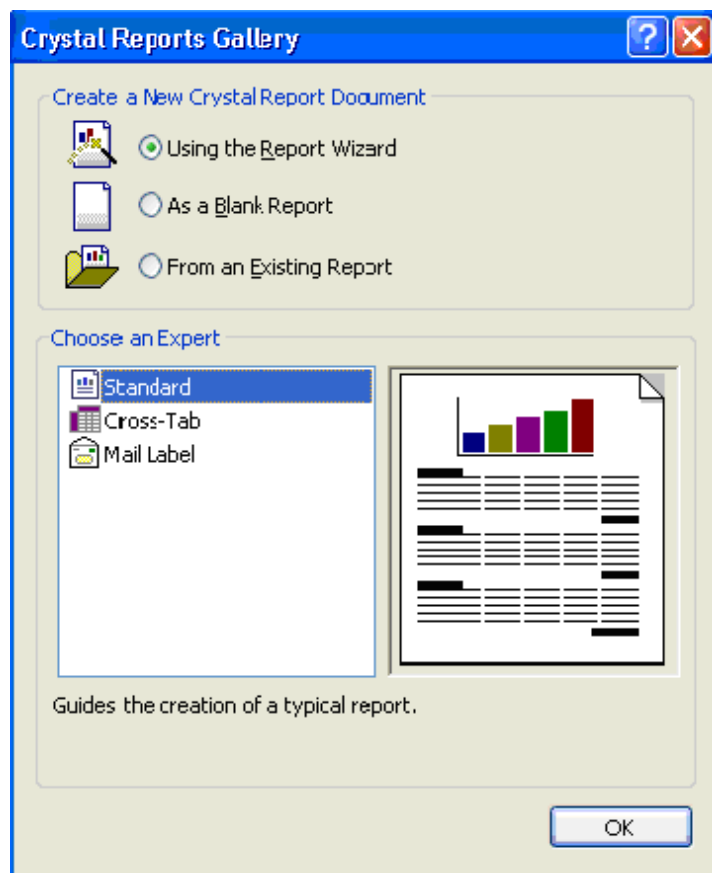 Crystal Reports Gallery
Create a New Crystal Report Document
Using the Report Wizard
As a Blank Report
From an Existing Report
Choose an Expert
Standard
Cross-Tab
Mail Label
Guides the creation of a typical report.
OK